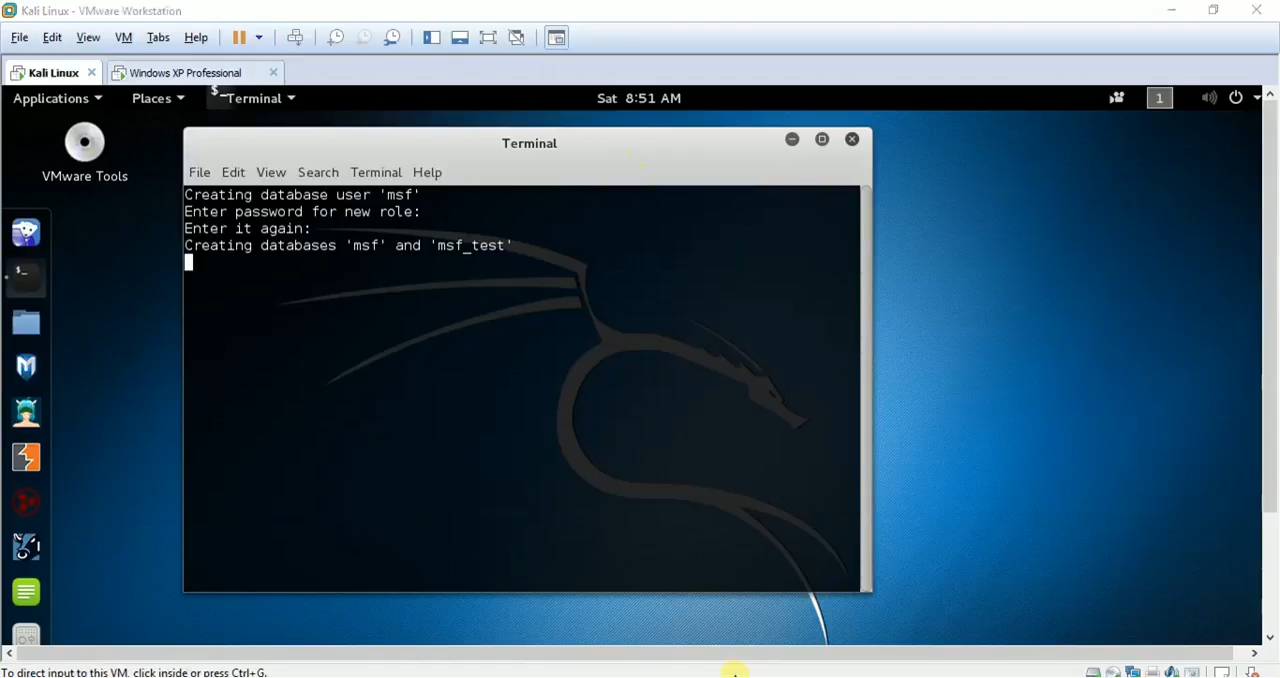 Kali Linux - VMware Workstation
File Edit View VM Tabs Help
Kali Linux Windows XP Professional
Applications Places Terminal Sat 8:51 AM 1
VMware Tools
Terminal
File Edit View Search Terminal Help
Creating database user 'msf'
Enter password for new role:
Enter it again:
Creating databases 'msf' and 'msf_test'
To direct input to this VM, click inside or press Ctrl+G.